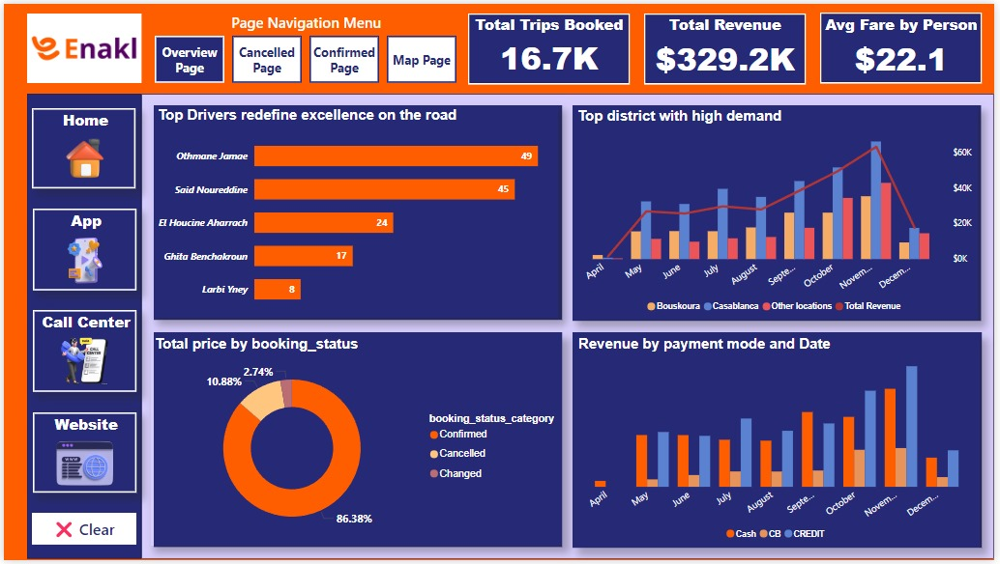 Enakl
Page Navigation Menu
Overview
Page
Cancelled
Page
Confirmed
Page
Map Page
Total Trips Booked
16.7K
Total Revenue
$329.2K
Avg Fare by Person
$22.1
Home
App
Call Center
Website
Clear
Top Drivers redefine excellence on the road
Othmane Jamae 49
Said Noureddine 45
El Houcine Aharrach 24
Ghita Benchakroun 17
Larbi Yney 8
Top district with high demand
$60K
$40K
$20K
$0K
April May June July August Septe... October Novem... Decem...
Bouskoura Casablanca Other locations Total Revenue
Total price by booking_status
2.74%
10.88%
86.38%
booking_status_category
Confirmed
Cancelled
Changed
Revenue by payment mode and Date
April May June July August Septe... October Novem... Decem...
Cash CB CREDIT